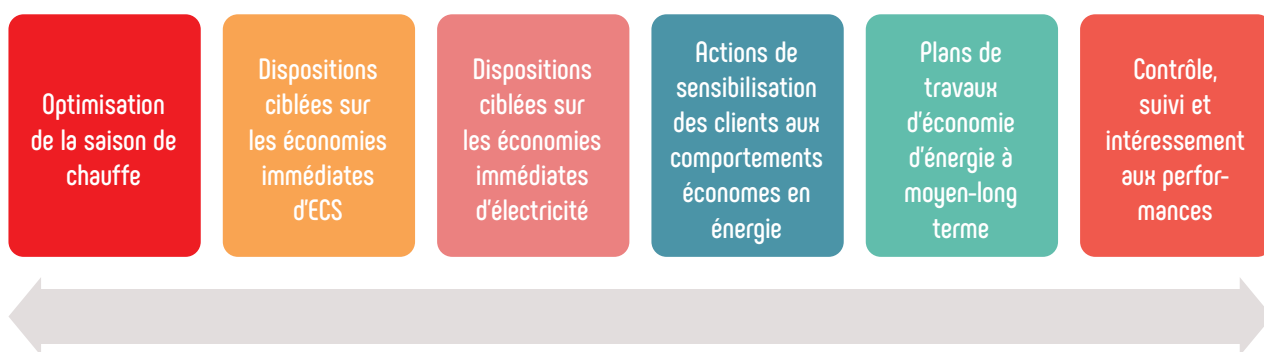 Optimisation
de la saison de
chauffe
Dispositions
ciblées sur
les économies
immédiates
d'ECS
Dispositions
ciblées sur
les économies
immédiates
d'électricité
Actions de
sensibilisation
des clients aux
comportements
économes en
énergie
Plans de
travaux
d'économie
d'énergie à
moyen-long
terme
Contrôle,
suivi et
intéressement
aux perfor-
mances